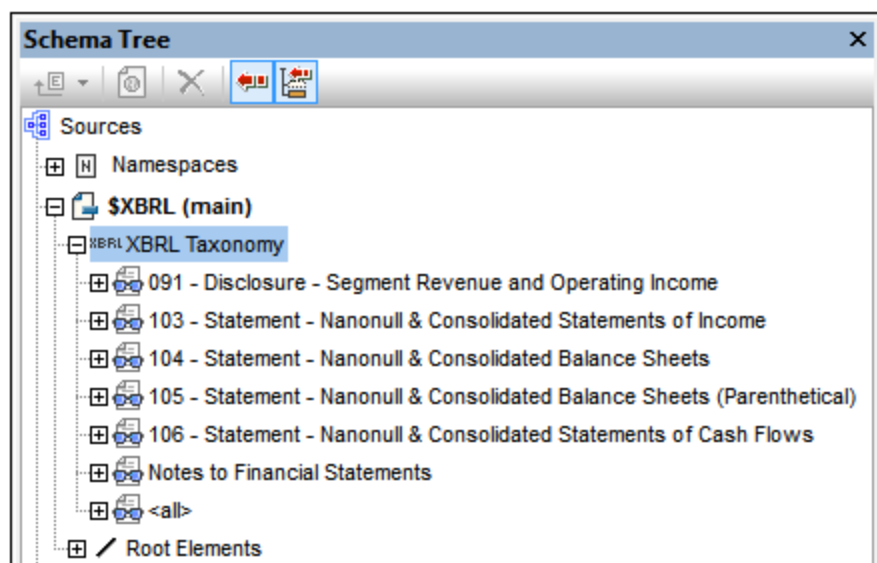 Schema Tree
Sources
Namespaces
$XBRL (main)
XBRL XBRL Taxonomy
091 - Disclosure - Segment Revenue and Operating Income
103 - Statement - Nanonull & Consolidated Statements of Income
104 - Statement - Nanonull & Consolidated Balance Sheets
105 - Statement - Nanonull & Consolidated Balance Sheets (Parenthetical)
106 - Statement - Nanonull & Consolidated Statements of Cash Flows
Notes to Financial Statements
<all>
Root Elements